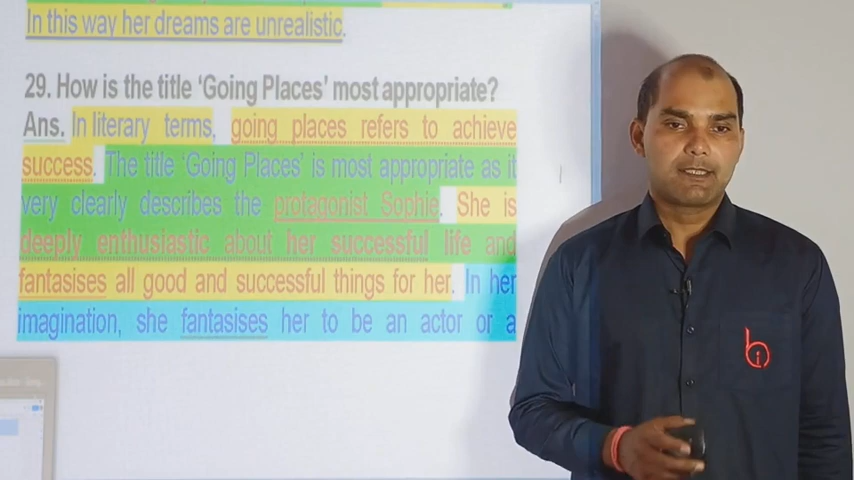 In this way her dreams are unrealistic.
29. How is the title ‘Going Places’ most appropriate?
Ans. In literary terms, going places refers to achieve
success. The title ‘Going Places’ is most appropriate as it
very clearly describes the protagonist Sophie. She is
deeply enthusiastic about her successful life and
fantasises all good and successful things for her. In her
imagination, she fantasises her to be an actor or a